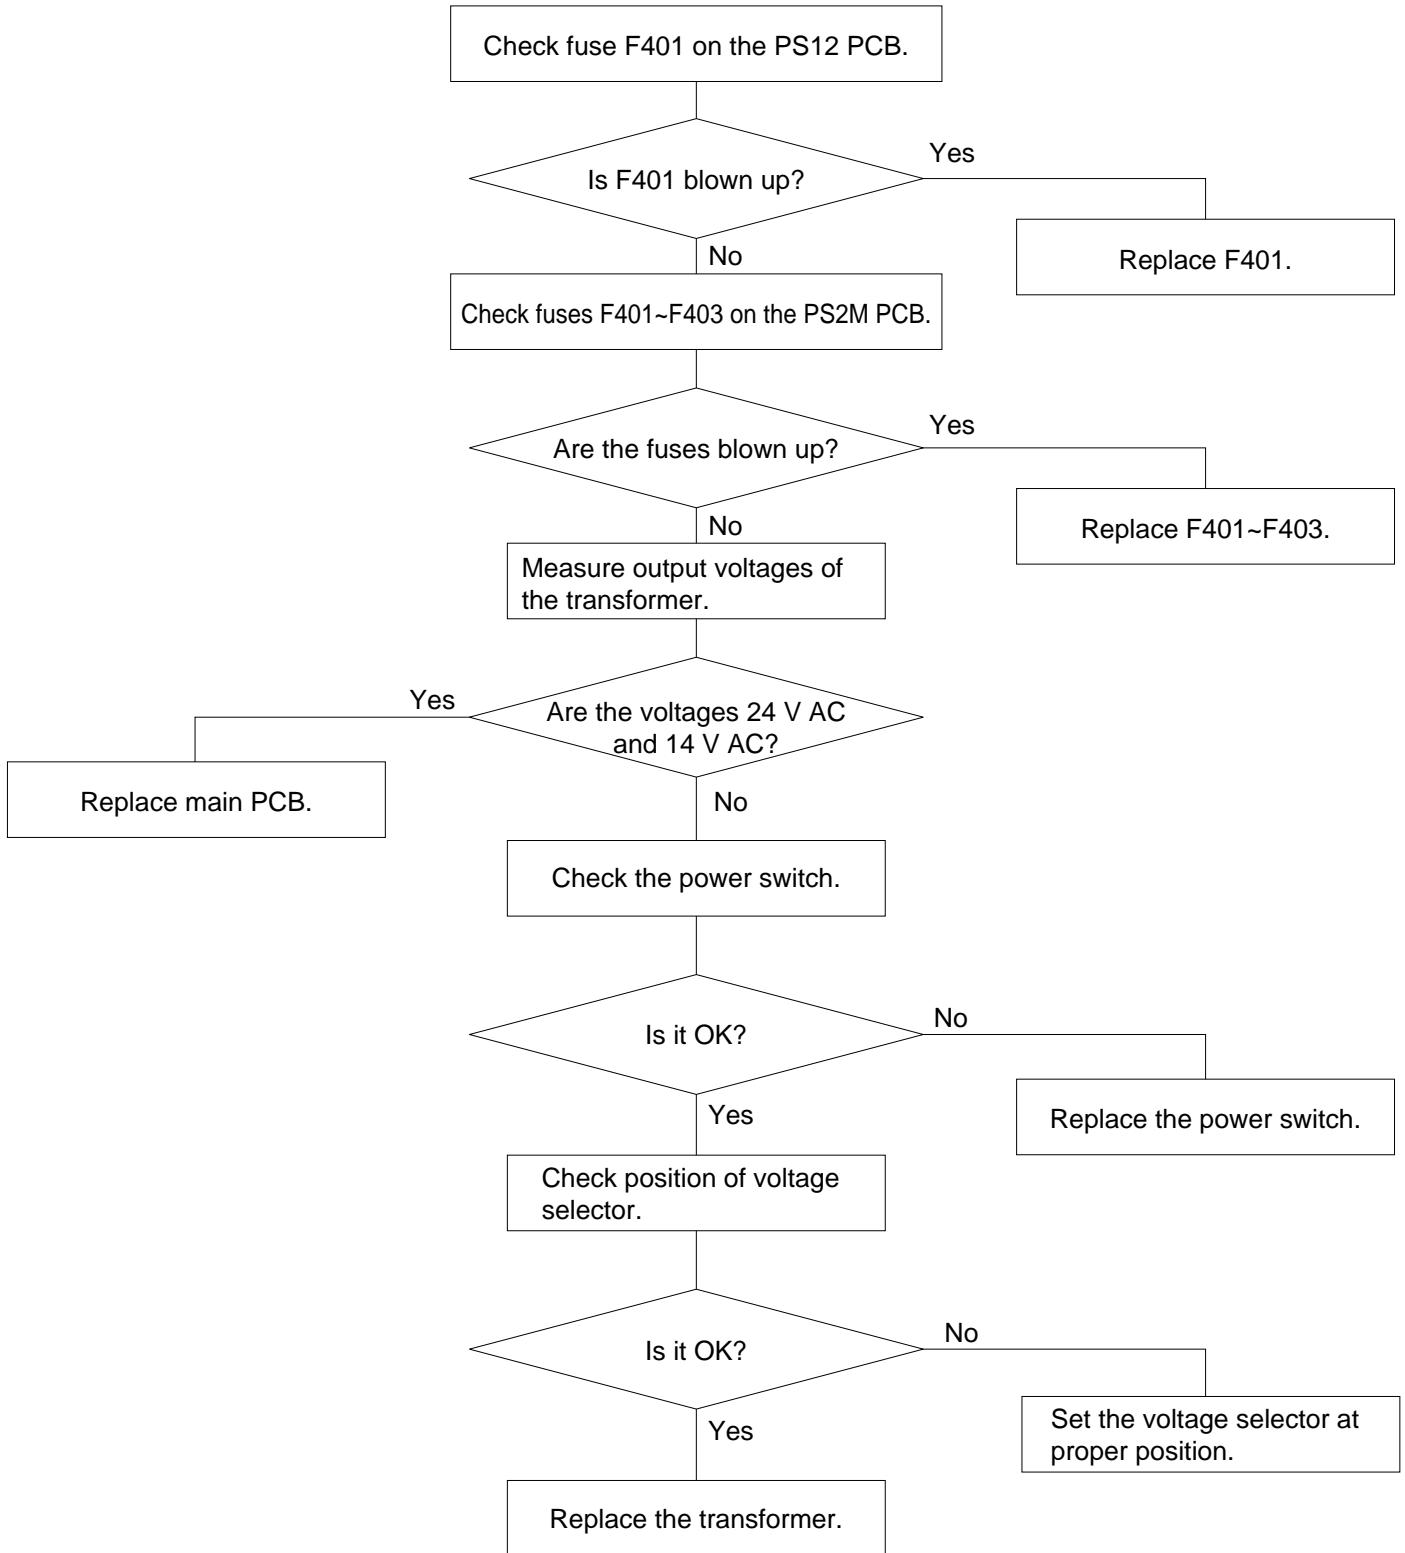 Check fuse F401 on the PS12 PCB.
Is F401 blown up?
Yes
Replace F401.
No
Check fuses F401~F403 on the PS2M PCB.
Are the fuses blown up?
Yes
Replace F401~F403.
No
Measure output voltages of
the transformer.
Are the voltages 24 V AC
and 14 V AC?
Yes
Replace main PCB.
No
Check the power switch.
Is it OK?
No
Replace the power switch.
Yes
Check position of voltage
selector.
Is it OK?
No
Set the voltage selector at
proper position.
Yes
Replace the transformer.